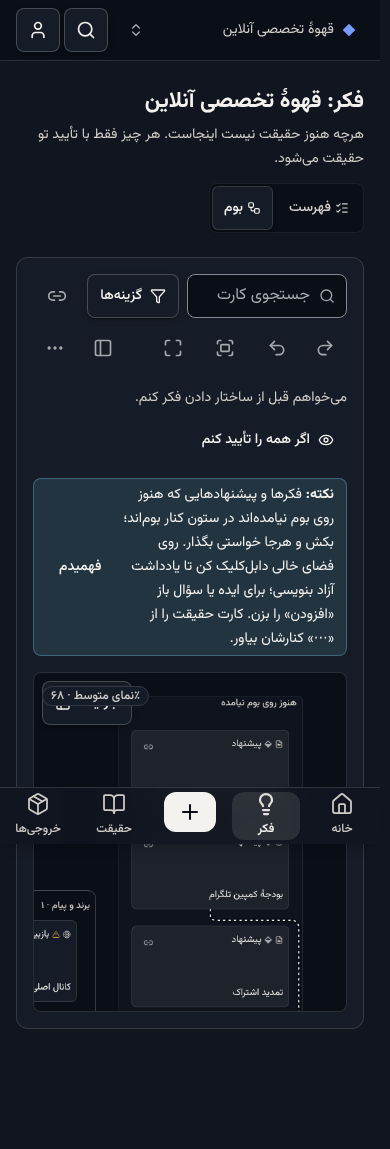 قهوهٔ تخصصی آنلاین
فکر: قهوهٔ تخصصی آنلاین
هرچه هنوز حقیقت نیست اینجاست. هر چیز فقط با تأیید تو
حقیقت می‌شود.
فهرست
بوم
جستجوی کارت
گزینه‌ها
می‌خواهم قبل از ساختار دادن فکر کنم.
اگر همه را تأیید کنم
نکته: فکرها و پیشنهادهایی که هنوز
روی بوم نیامده‌اند در ستون کنار بوم‌اند؛
بکش و هرجا خواستی بگذار. روی
فضای خالی دابل‌کلیک کن تا یادداشت
آزاد بنویسی؛ برای ایده یا سؤال باز
«افزودن» را بزن. کارت حقیقت را از
«⋯» کنارشان بیاور.
فهمیدم
نمای متوسط · ۶۸٪
هنوز روی بوم نیامده
پیشنهاد
خانه
فکر
حقیقت
خروجی‌ها
بودجهٔ کمپین تلگرام
برند و پیام · ۱
پیشنهاد
کانال اصلی
تمدید اشتراک